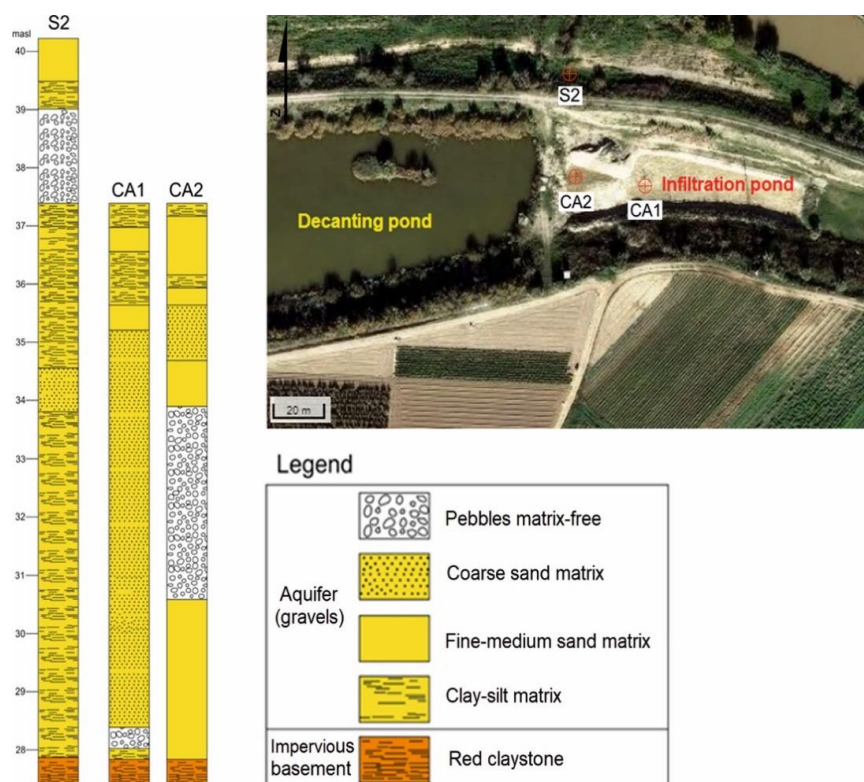 S2
masl
40
39
38
37
36
35
34
33
32
31
30
29
28
CA1
CA2
N
S2
CA2
CA1
Infiltration pond
Decanting pond
20 m
Legend
Aquifer
(gravels)
Pebbles matrix-free
Coarse sand matrix
Fine-medium sand matrix
Clay-silt matrix
Impervious
basement
Red claystone